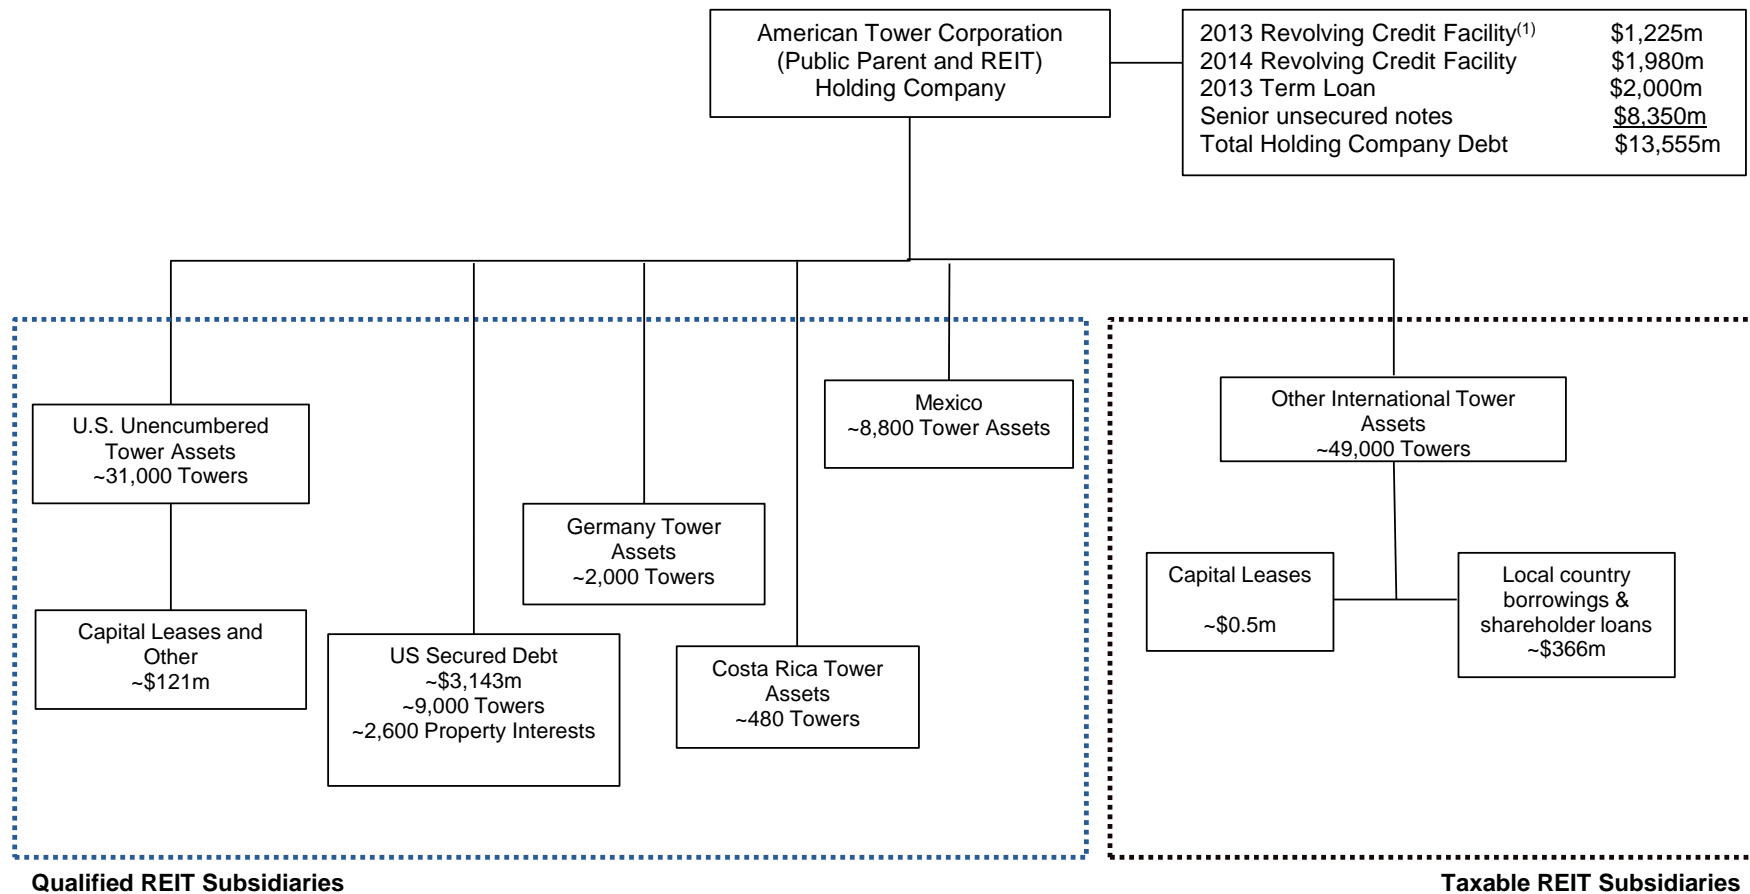 American Tower Corporation
(Public Parent and REIT)
Holding Company
2013 Revolving Credit Facility(1) $1,225m
2014 Revolving Credit Facility $1,980m
2013 Term Loan $2,000m
Senior unsecured notes $8,350m
Total Holding Company Debt $13,555m
U.S. Unencumbered
Tower Assets
~31,000 Towers
Capital Leases and
Other
~$121m
US Secured Debt
~$3,143m
~9,000 Towers
~2,600 Property Interests
Germany Tower
Assets
~2,000 Towers
Costa Rica Tower
Assets
~480 Towers
Mexico
~8,800 Tower Assets
Other International Tower
Assets
~49,000 Towers
Capital Leases
~$0.5m
Local country
borrowings &
shareholder loans
~$366m
Qualified REIT Subsidiaries
Taxable REIT Subsidiaries